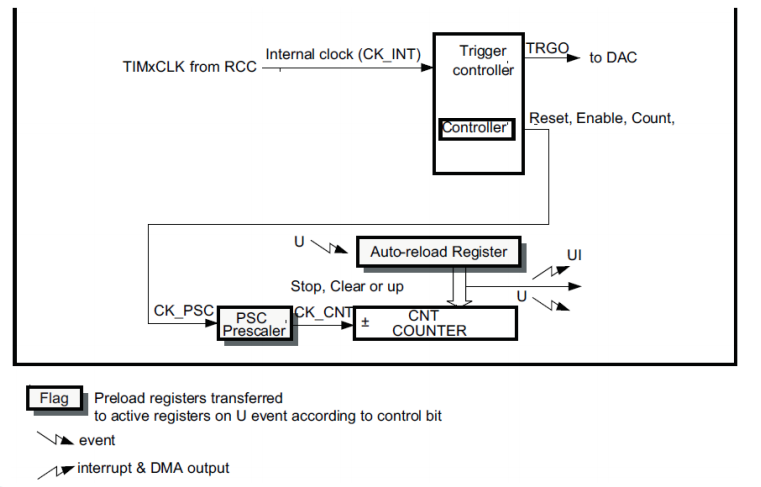 Internal clock (CK_INT)
TIMxCLK from RCC
Trigger
controller
TRGO
to DAC
Controller
Reset, Enable, Count,
U
Auto-reload Register
UI
Stop, Clear or up
U
CK_PSC
PSC
Prescaler
CK_CNT
±
CNT
COUNTER
Flag
Preload registers transferred
to active registers on U event according to control bit
event
interrupt & DMA output